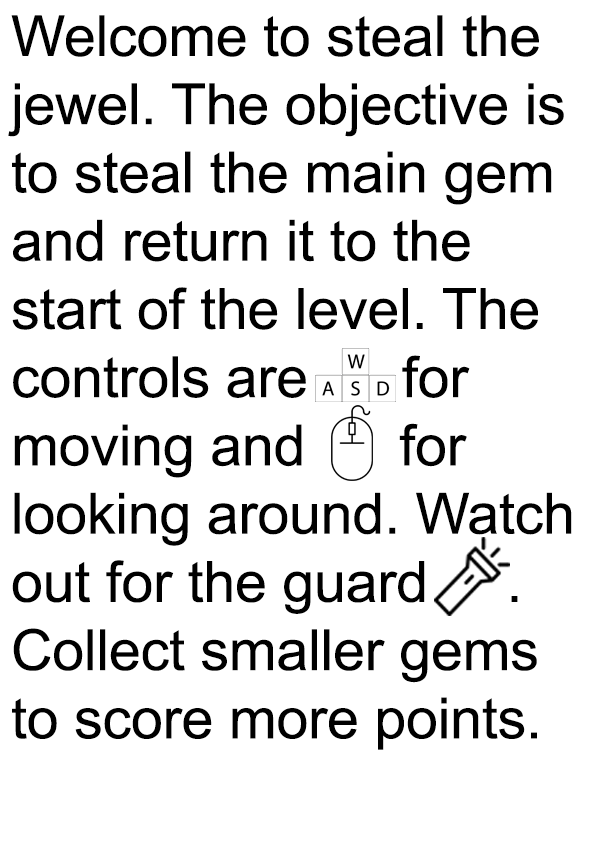 Welcome to steal the
jewel. The objective is
to steal the main gem
and return it to the
start of the level. The
controls are W A S D for
moving and for
looking around. Watch
out for the guard .
Collect smaller gems
to score more points.